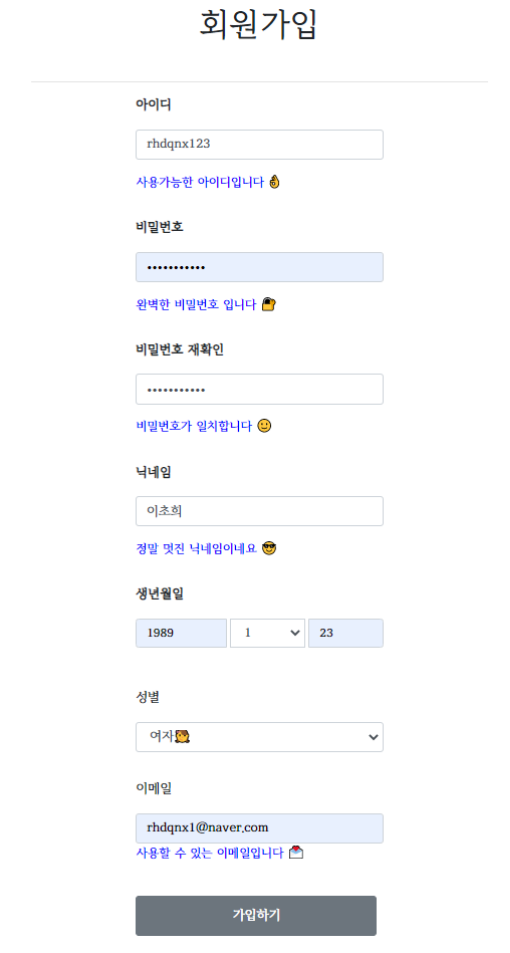 회원가입
아이디
rhdqnx123
사용가능한 아이디입니다 👌
비밀번호
•••••••••••
완벽한 비밀번호 입니다 🔐
비밀번호 재확인
•••••••••••
비밀번호가 일치합니다 🙂
닉네임
이초희
정말 멋진 닉네임이네요 😎
생년월일
1989 1 23
성별
여자👧
이메일
rhdqnx1@naver.com
사용할 수 있는 이메일입니다 💌
가입하기